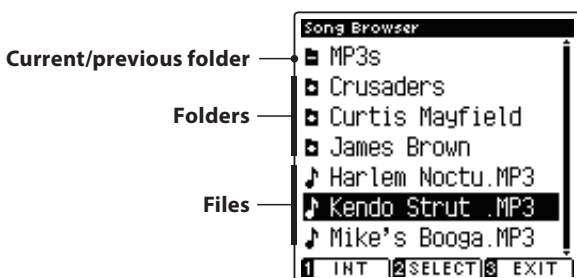 Song Browser
Current/previous folder
MP3s
Folders
Crusaders
Curtis Mayfield
James Brown
Files
Harlem Noctu.MP3
Kendo Strut .MP3
Mike's Booga.MP3
1 INT 2 SELECT 3 EXIT